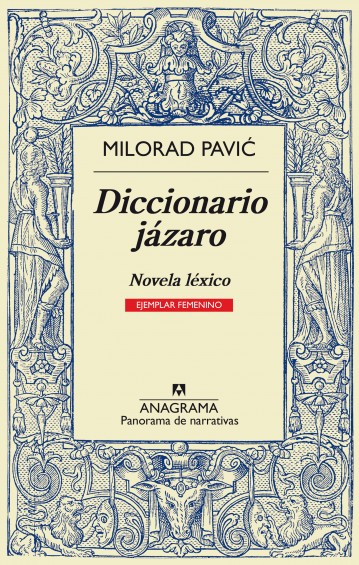 MILORAD PAVIĆ
Diccionario
jázaro
Novela léxico
EJEMPLAR FEMENINO
ANAGRAMA
Panorama de narrativas